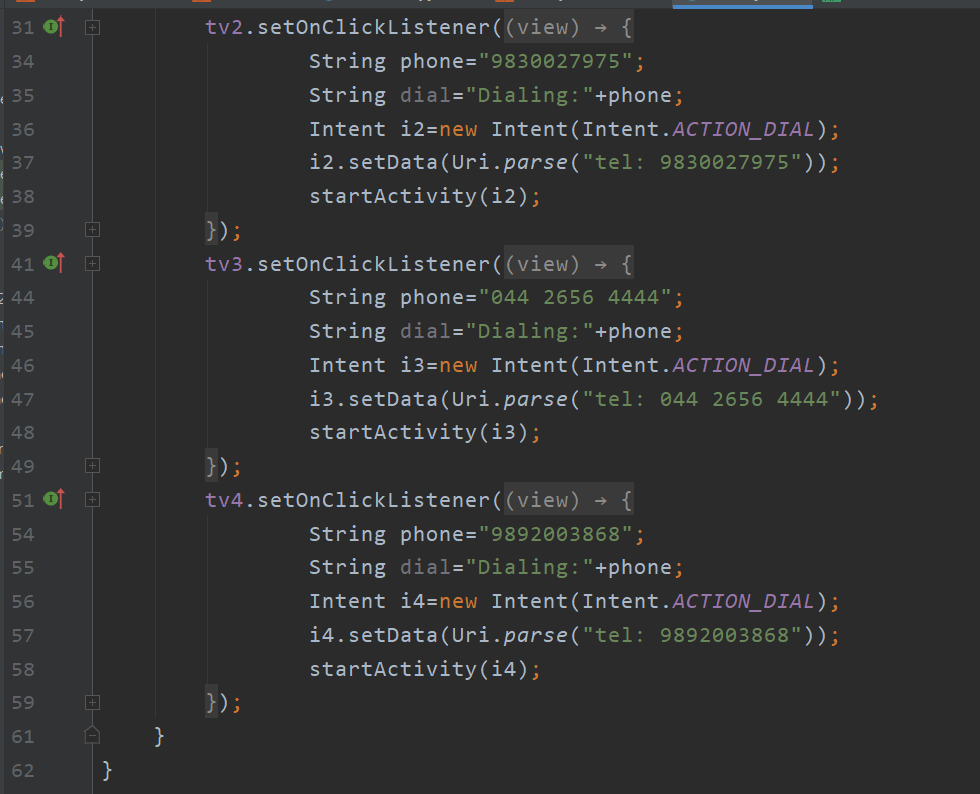 31 tv2.setOnClickListener((view) → {
34 String phone="9830027975";
35 String dial="Dialing:"+phone;
36 Intent i2=new Intent(Intent.ACTION_DIAL);
37 i2.setData(Uri.parse("tel: 9830027975"));
38 startActivity(i2);
39 });
41 tv3.setOnClickListener((view) → {
44 String phone="044 2656 4444";
45 String dial="Dialing:"+phone;
46 Intent i3=new Intent(Intent.ACTION_DIAL);
47 i3.setData(Uri.parse("tel: 044 2656 4444"));
48 startActivity(i3);
49 });
51 tv4.setOnClickListener((view) → {
54 String phone="9892003868";
55 String dial="Dialing:"+phone;
56 Intent i4=new Intent(Intent.ACTION_DIAL);
57 i4.setData(Uri.parse("tel: 9892003868"));
58 startActivity(i4);
59 });
61 }
62 }